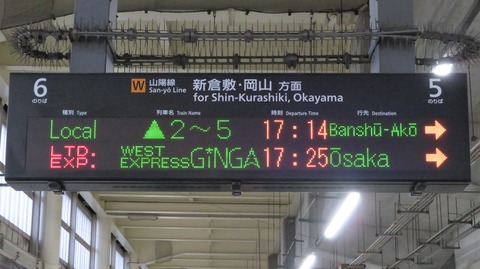 6 のりば
W 山陽線 San-yō Line
新倉敷・岡山 方面
for Shin-Kurashiki, Okayama
5 のりば
種別 Type 列車名 Train Name 時刻 Departure Time 行先 Destination
Local ▲2～5 17:14 Banshū-Akō →
LTD. EXP: WEST EXPRESS GiNGA 17:25 Ōsaka →